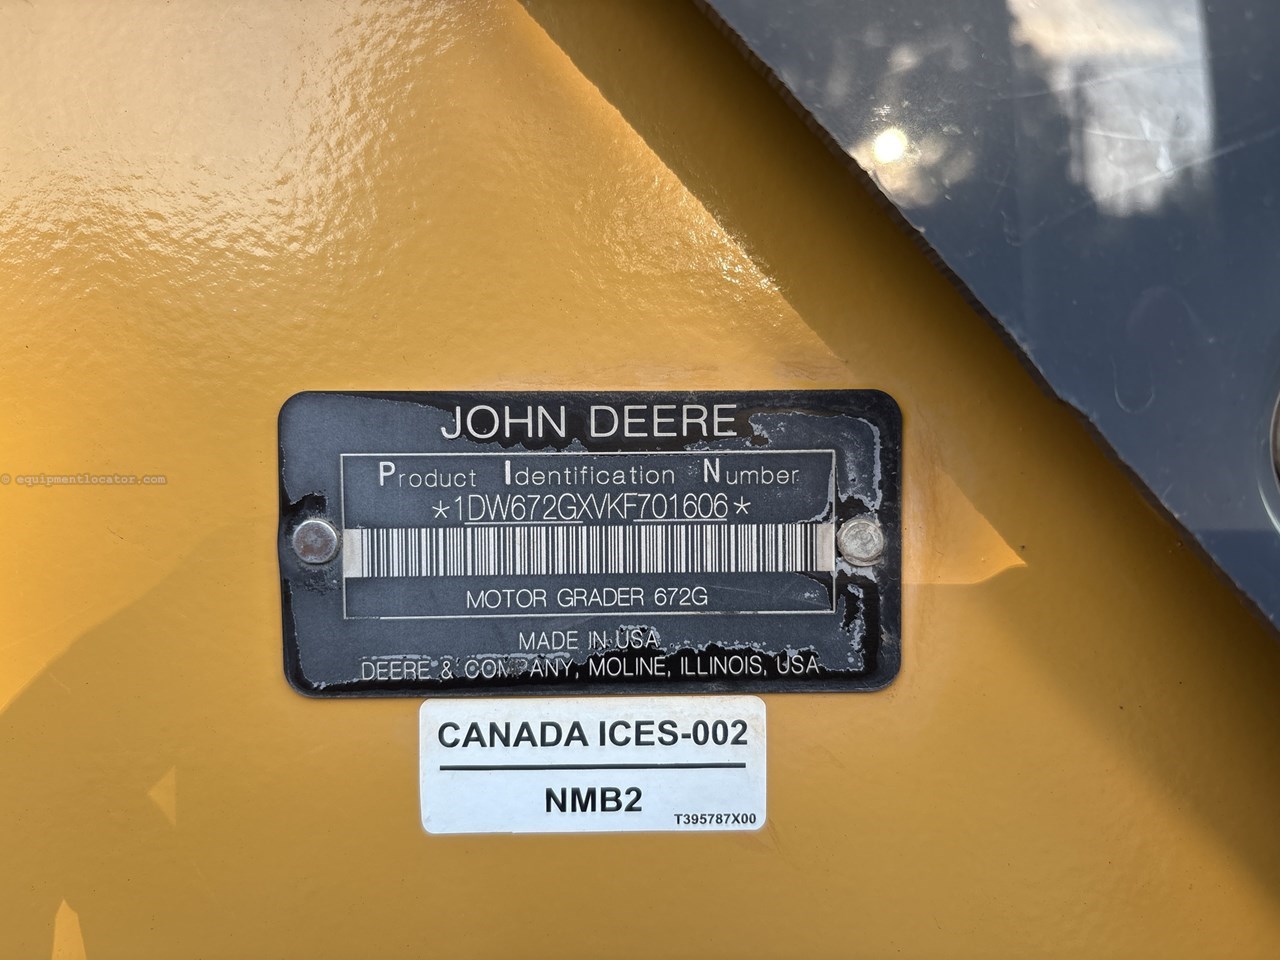 JOHN DEERE
Product Identification Number
*1DW672GXVKF701606*
MOTOR GRADER 672G
MADE IN USA
DEERE & COMPANY, MOLINE, ILLINOIS, USA
CANADA ICES-002
NMB2
T395787X00
© equipmentlocator.com